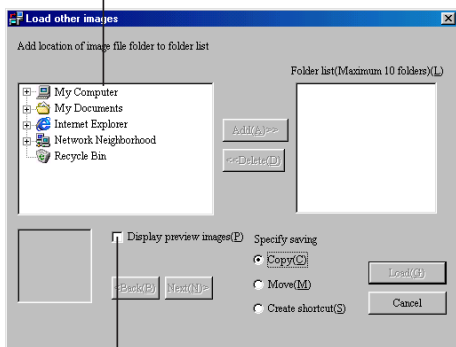 Load other images
Add location of image file folder to folder list
Folder list(Maximum 10 folders)(L)
My Computer
My Documents
Internet Explorer
Network Neighborhood
Recycle Bin
Add(A)>>
<<Delete(D)
Display preview images(P)
Specify saving
Copy(C)
Move(M)
Create shortcut(S)
<Back(B)
Next(N)>
Load(G)
Cancel